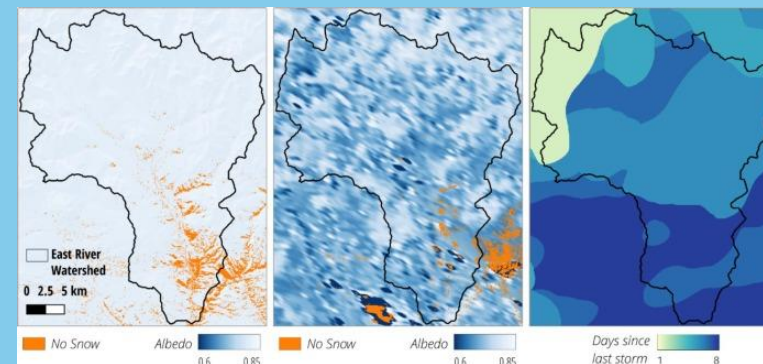 East River
Watershed
0 2.5 5 km
No Snow
Albedo
0.6 0.85
No Snow
Albedo
0.6 0.85
Days since
last storm
1 8